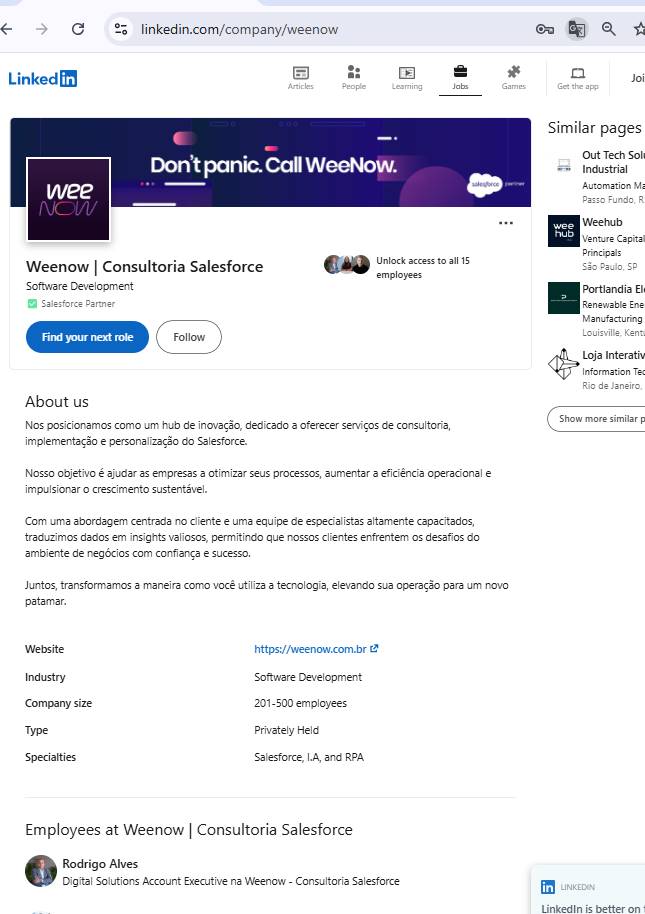 linkedin.com/company/weenow
Linked in
Articles
People
Learning
Jobs
Games
Get the app
Don't panic. Call WeeNow.
salesforce partner
wee
NOW
Weenow | Consultoria Salesforce
Software Development
Salesforce Partner
Unlock access to all 15
employees
Find your next role
Follow
About us
Nos posicionamos como um hub de inovação, dedicado a oferecer serviços de consultoria,
implementação e personalização do Salesforce.
Nosso objetivo é ajudar as empresas a otimizar seus processos, aumentar a eficiência operacional e
impulsionar o crescimento sustentável.
Com uma abordagem centrada no cliente e uma equipe de especialistas altamente capacitados,
traduzimos dados em insights valiosos, permitindo que nossos clientes enfrentem os desafios do
ambiente de negócios com confiança e sucesso.
Juntos, transformamos a maneira como você utiliza a tecnologia, elevando sua operação para um novo
patamar.
Website https://weenow.com.br
Industry Software Development
Company size 201-500 employees
Type Privately Held
Specialties Salesforce, I.A, and RPA
Employees at Weenow | Consultoria Salesforce
Rodrigo Alves
Digital Solutions Account Executive na Weenow - Consultoria Salesforce
Similar pages
Out Tech Solu
Industrial
Automation Ma
Passo Fundo, R
wee
hub
Weehub
Venture Capital
Principals
São Paulo, SP
Portlandia El
Renewable Ene
Manufacturing
Louisville, Kent
Loja Interativ
Information Tec
Rio de Janeiro,
Show more similar p
in LINKEDIN
LinkedIn is better on